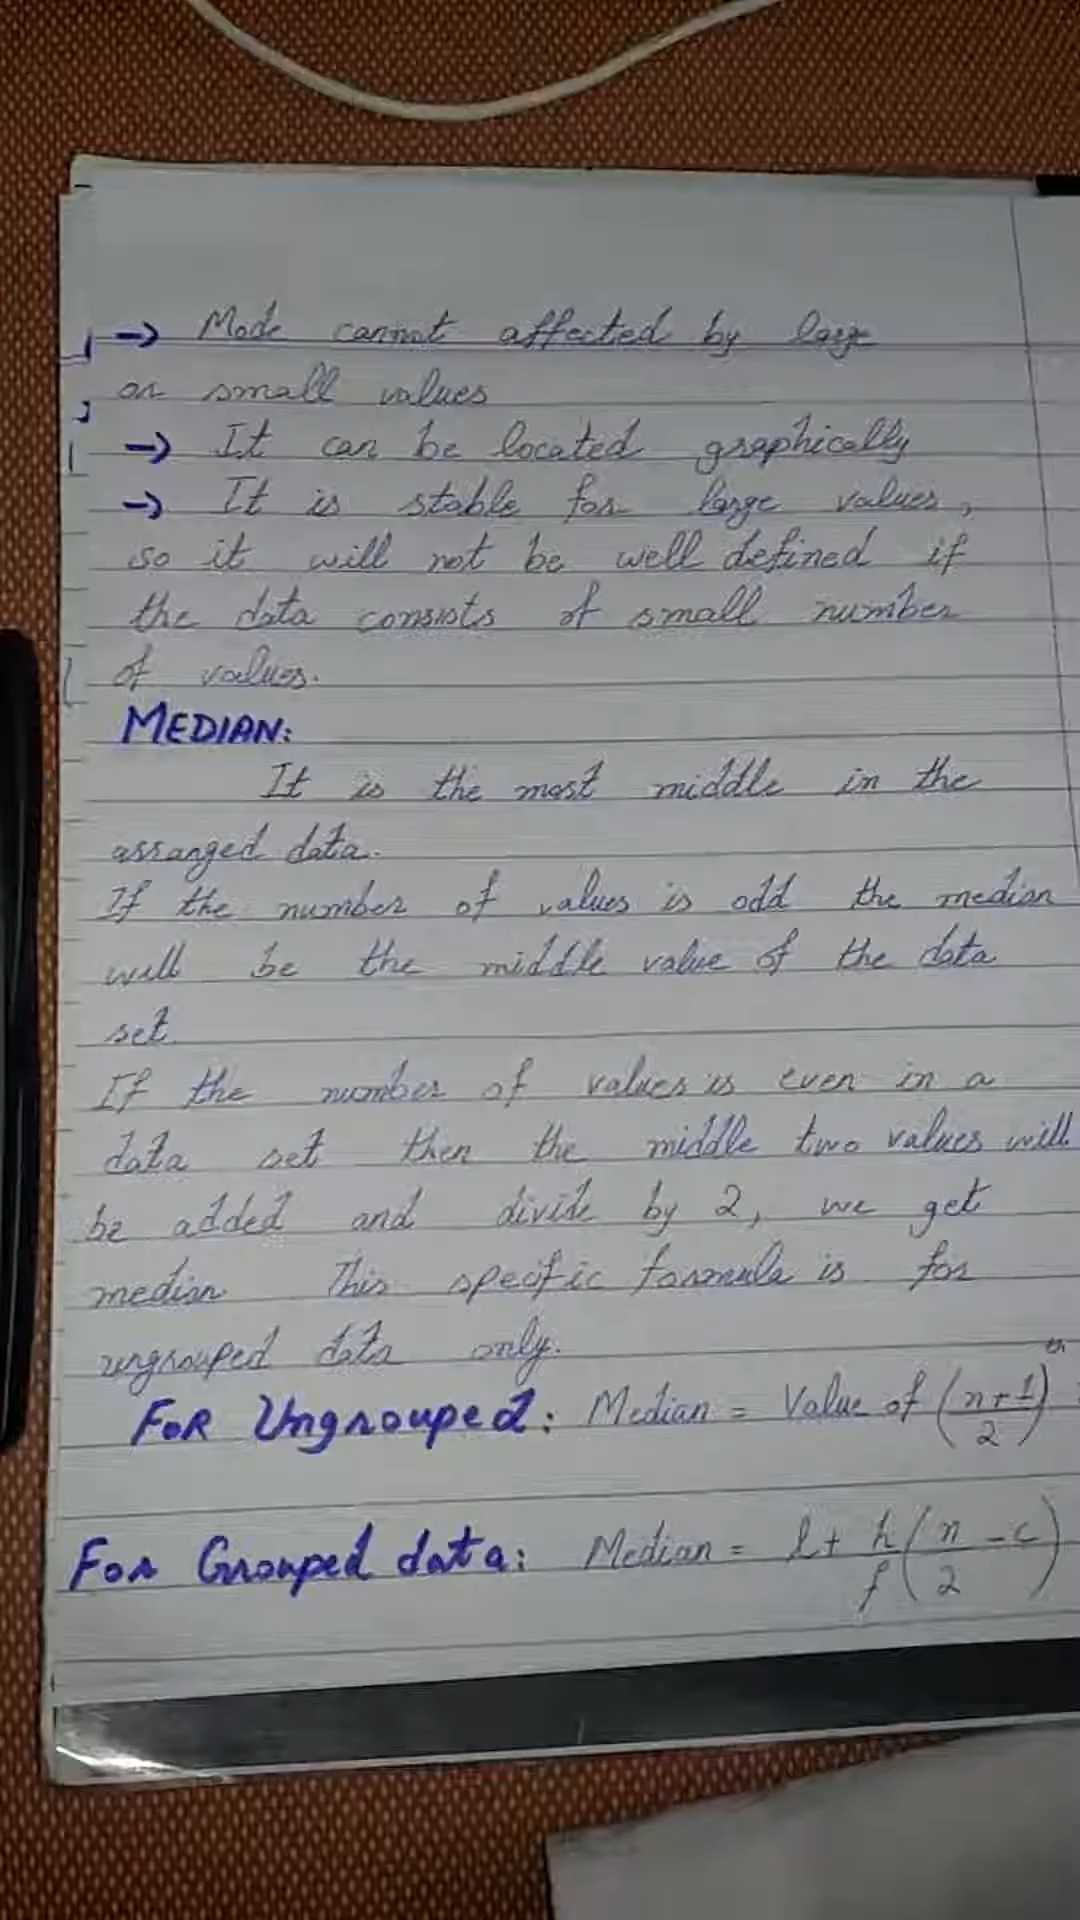 → Mode cannot affected by large
or small values
→ It can be located graphically
→ It is stable for large values,
so it will not be well defined if
the data consists of small number
of values.
MEDIAN:
It is the most middle in the
arranged data.
If the number of values is odd the median
will be the middle value of the data
set.
If the number of values is even in a
data set then the middle two values will
be added and divide by 2, we get
median This specific formula is for
ungrouped data only.
FOR Ungrouped: Median = Value of (n+1/2)th
For Grouped data: Median = l + h/f (n/2 - c)